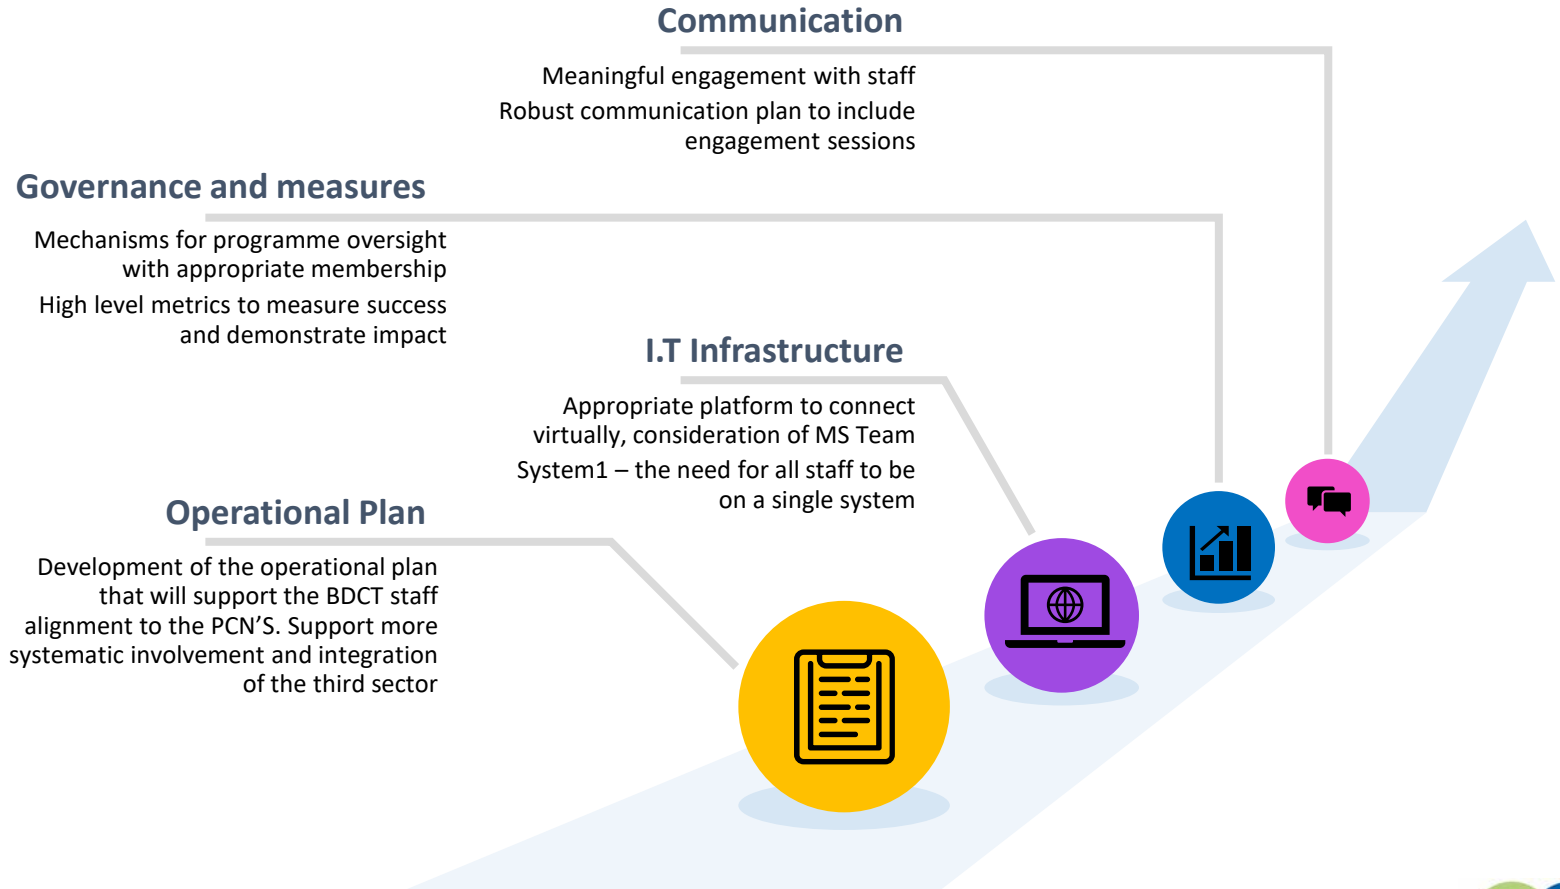 Communication
Meaningful engagement with staff
Robust communication plan to include
engagement sessions
Governance and measures
Mechanisms for programme oversight
with appropriate membership
High level metrics to measure success
and demonstrate impact
I.T Infrastructure
Appropriate platform to connect
virtually, consideration of MS Team
System1 – the need for all staff to be
on a single system
Operational Plan
Development of the operational plan
that will support the BDCT staff
alignment to the PCN’S. Support more
systematic involvement and integration
of the third sector